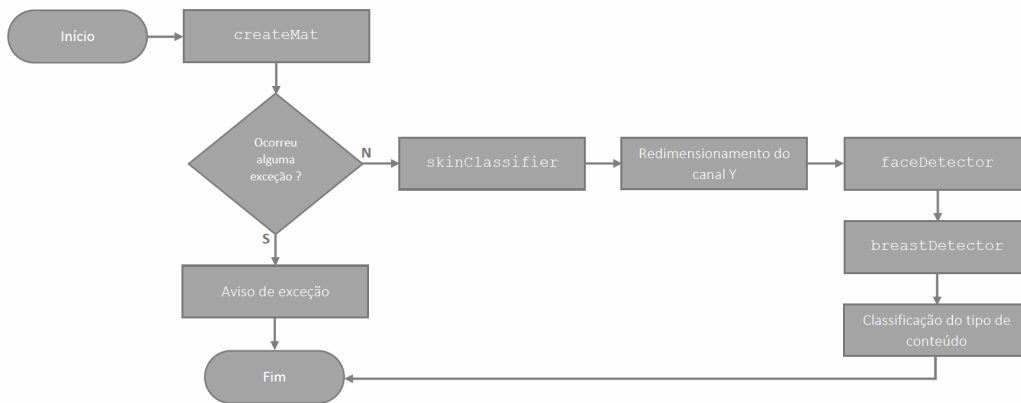 Início
createMat
Ocorreu
alguma
exceção ?
N
skinClassifier
Redimensionamento do
canal Y
faceDetector
S
breastDetector
Aviso de exceção
Classificação do tipo de
conteúdo
Fim